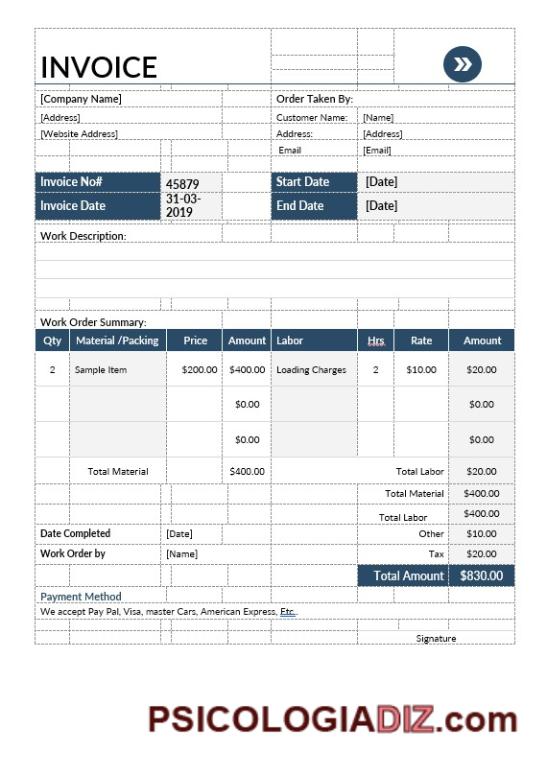 INVOICE
»
[Company Name] Order Taken By:
[Address] Customer Name: [Name]
[Website Address] Address: [Address]
Email [Email]
Invoice No# 45879 Start Date [Date]
Invoice Date 31-03-2019 End Date [Date]
Work Description:
Work Order Summary:
Qty Material /Packing Price Amount Labor Hrs Rate Amount
2 Sample Item $200.00 $400.00 Loading Charges 2 $10.00 $20.00
$0.00 $0.00
$0.00 $0.00
Total Material $400.00 Total Labor $20.00
Total Material $400.00
Total Labor $400.00
Date Completed [Date] Other $10.00
Work Order by [Name] Tax $20.00
Total Amount $830.00
Payment Method
We accept Pay Pal, Visa, master Cars, American Express, Etc..
Signature
PSICOLOGIADIZ.com